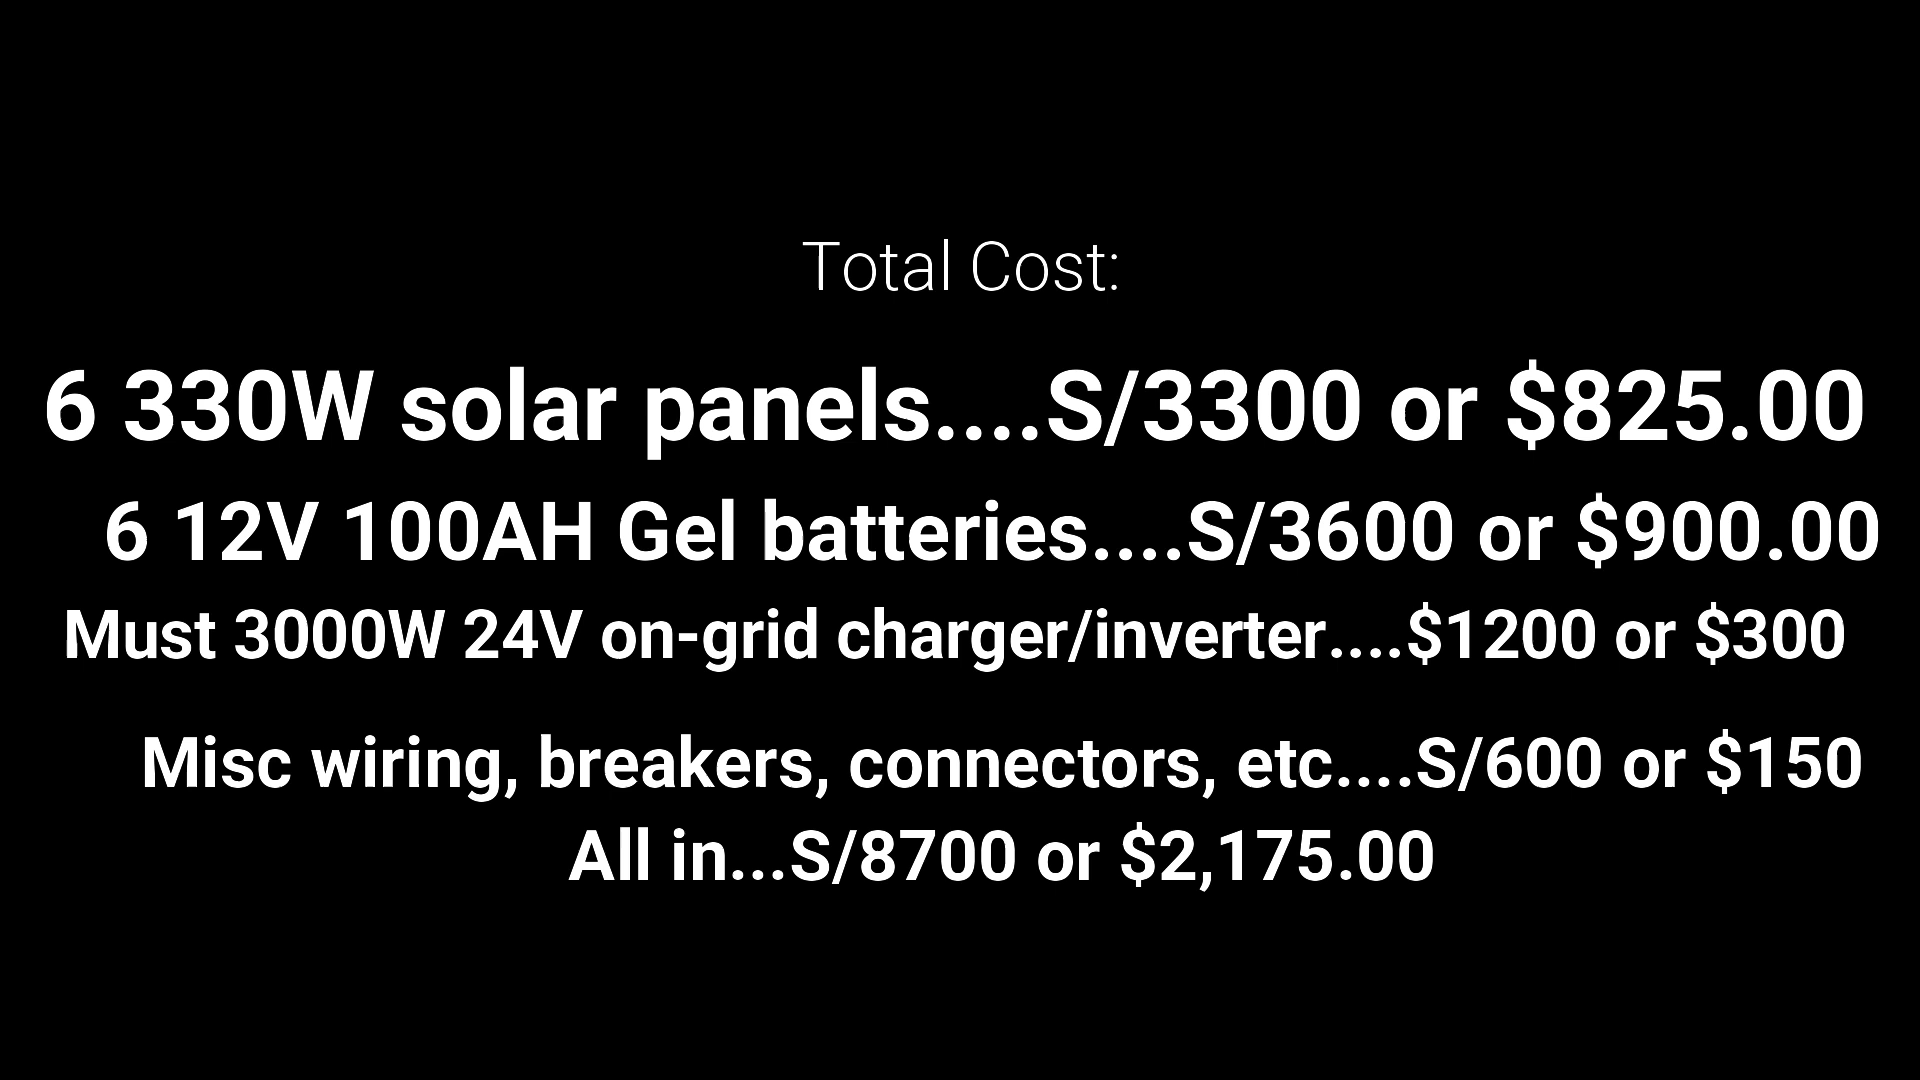 Total Cost:
6 330W solar panels....S/3300 or $825.00
6 12V 100AH Gel batteries....S/3600 or $900.00
Must 3000W 24V on-grid charger/inverter....$1200 or $300
Misc wiring, breakers, connectors, etc....S/600 or $150
All in...S/8700 or $2,175.00